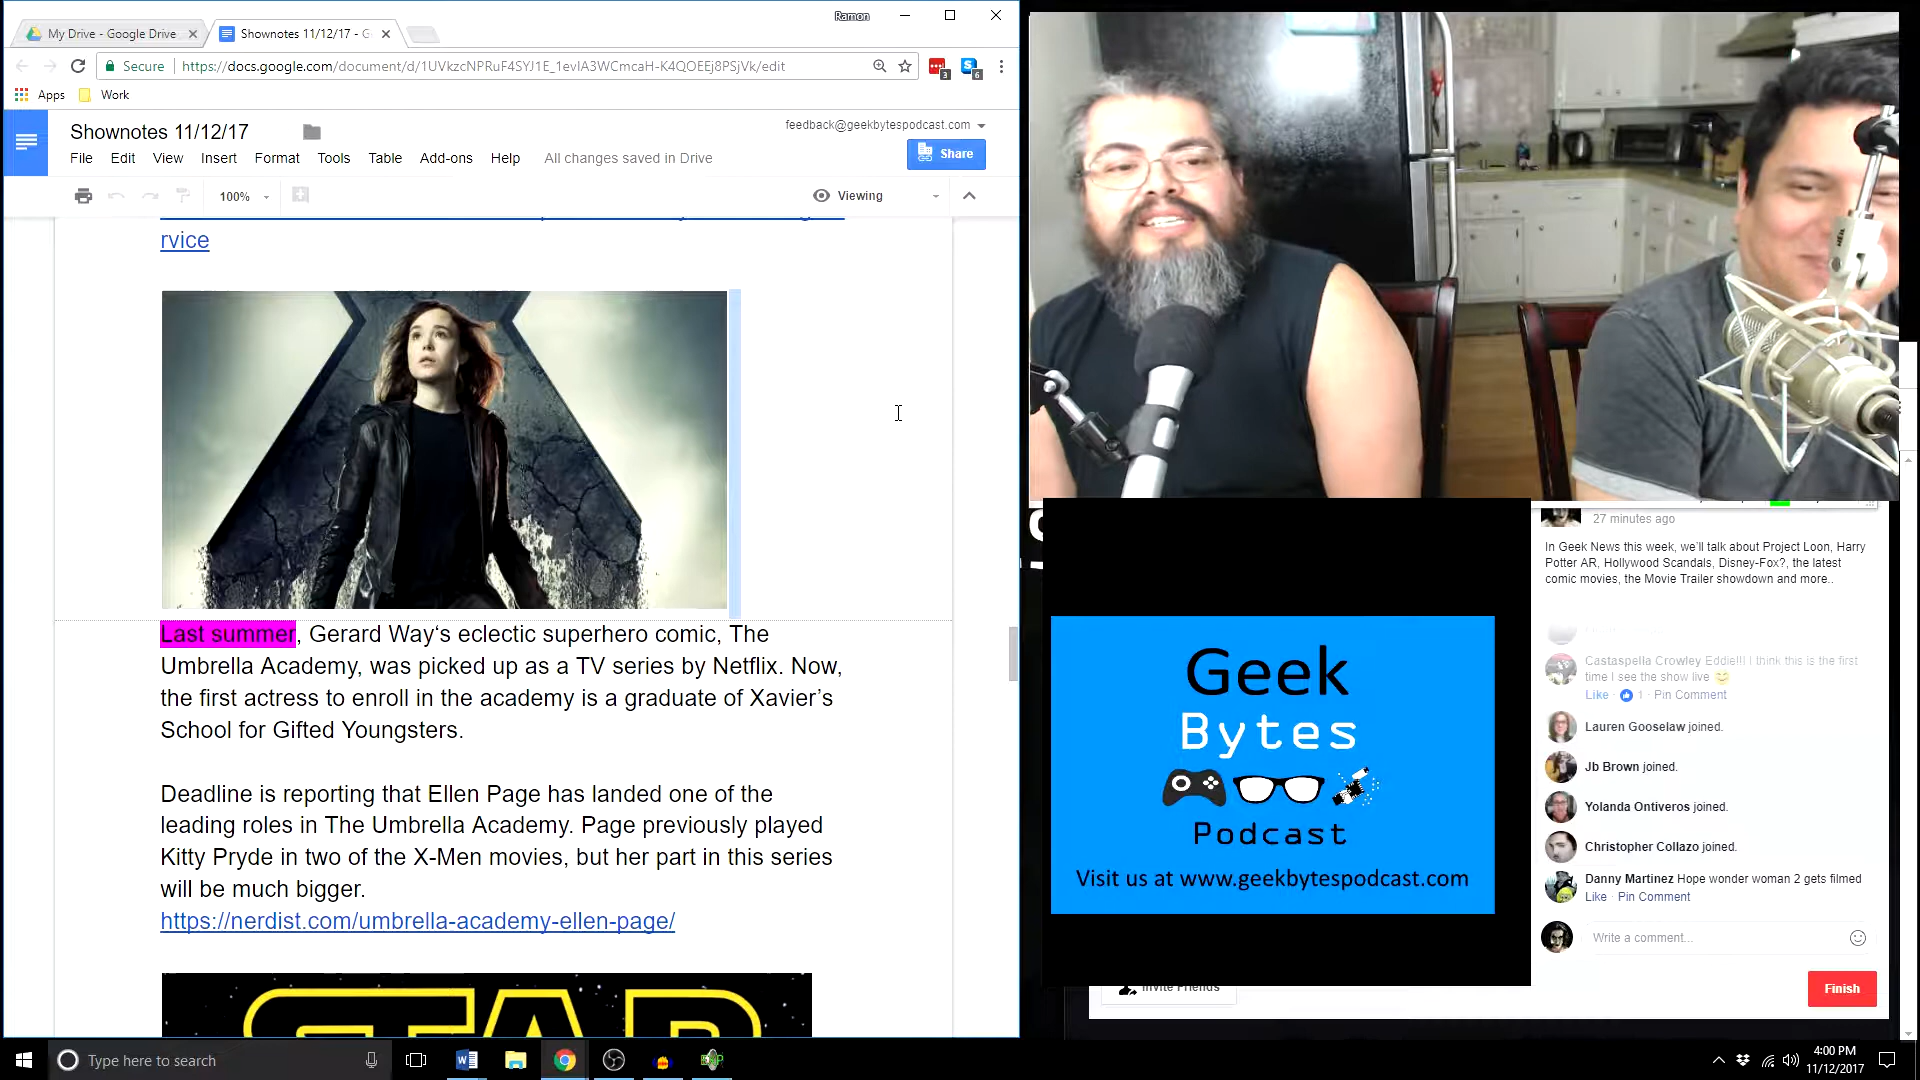 Ramon
My Drive - Google Drive
Shownotes 11/12/17 - G
Secure
https://docs.google.com/document/d/1UVkzcNPRuF4SYJ1E_1evIA3WCmcaH-K4QOEEj8PSjVk/edit
3
6
Apps
Work
Shownotes 11/12/17
feedback@geekbytespodcast.com
File Edit View Insert Format Tools Table Add-ons Help All changes saved in Drive
Share
100%
Viewing
rvice
Last summer, Gerard Way‘s eclectic superhero comic, The
Umbrella Academy, was picked up as a TV series by Netflix. Now,
the first actress to enroll in the academy is a graduate of Xavier’s
School for Gifted Youngsters.
Deadline is reporting that Ellen Page has landed one of the
leading roles in The Umbrella Academy. Page previously played
Kitty Pryde in two of the X-Men movies, but her part in this series
will be much bigger.
https://nerdist.com/umbrella-academy-ellen-page/
STAR
27 minutes ago
In Geek News this week, we’ll talk about Project Loon, Harry
Potter AR, Hollywood Scandals, Disney-Fox?, the latest
comic movies, the Movie Trailer showdown and more..
Castaspella Crowley Eddie!!! I think this is the first
time I see the show live
Like · 1 · Pin Comment
Lauren Gooselaw joined.
Jb Brown joined.
Yolanda Ontiveros joined.
Christopher Collazo joined.
Danny Martinez Hope wonder woman 2 gets filmed
Like · Pin Comment
Write a comment...
Geek
Bytes
Podcast
Visit us at www.geekbytespodcast.com
Invite Friends
Finish
Type here to search
4:00 PM
11/12/2017